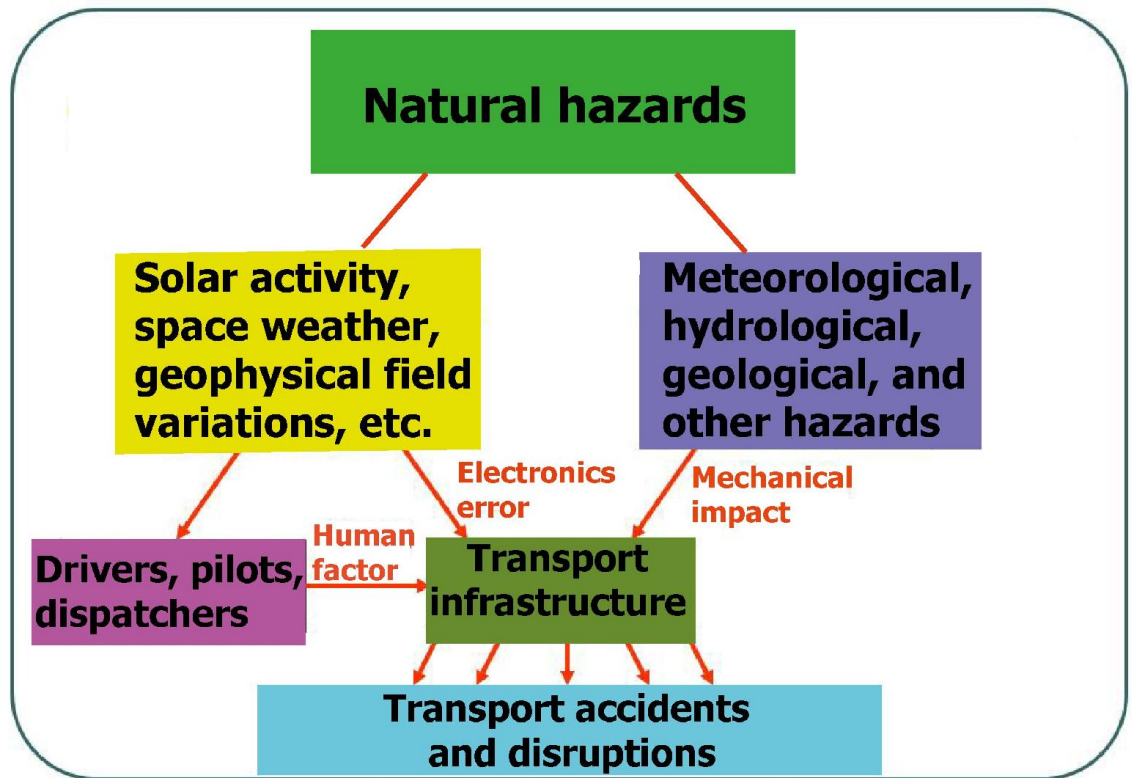 Natural hazards
Solar activity,
space weather,
geophysical field
variations, etc.
Meteorological,
hydrological,
geological, and
other hazards
Electronics
error
Mechanical
impact
Human
factor
Drivers, pilots,
dispatchers
Transport
infrastructure
Transport accidents
and disruptions